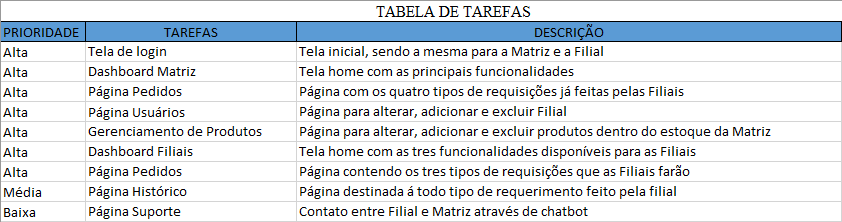 TABELA DE TAREFAS
PRIORIDADE TAREFAS DESCRIÇÃO
Alta Tela de login Tela inicial, sendo a mesma para a Matriz e a Filial
Alta Dashboard Matriz Tela home com as principais funcionalidades
Alta Página Pedidos Página com os quatro tipos de requisições já feitas pelas Filiais
Alta Página Usuários Página para alterar, adicionar e excluir Filial
Alta Gerenciamento de Produtos Página para alterar, adicionar e excluir produtos dentro do estoque da Matriz
Alta Dashboard Filiais Tela home com as três funcionalidades disponíveis para as Filiais
Alta Página Pedidos Página contendo os três tipos de requisições que as Filiais farão
Média Página Histórico Página destinada á todo tipo de requerimento feito pela filial
Baixa Página Suporte Contato entre Filial e Matriz através de chatbot